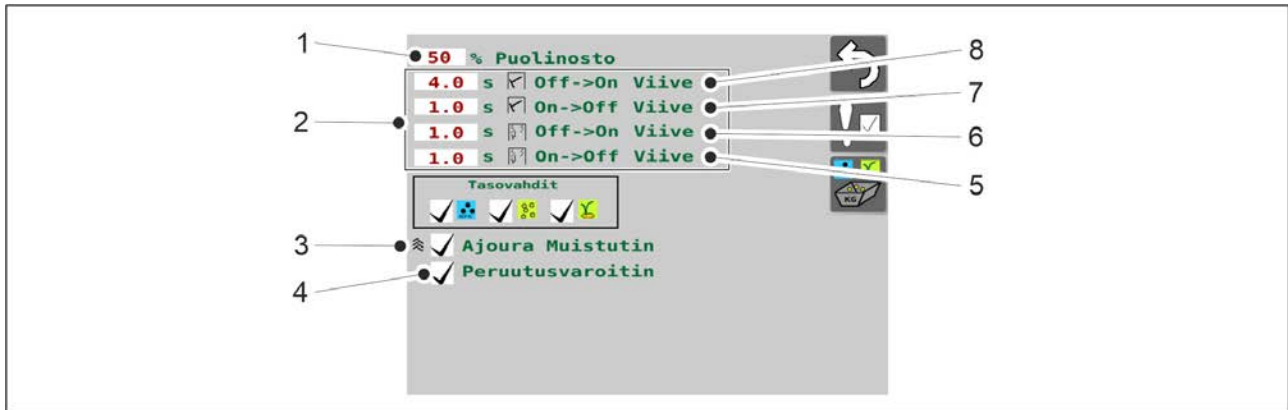 1
50 % Puolinosto
8
4.0 s Off->On Viive
7
1.0 s On->Off Viive
2
1.0 s Off->On Viive
6
1.0 s On->Off Viive
5
Tasovahdit
KG
3
Ajoura Muistutin
4
Peruutusvaroitin